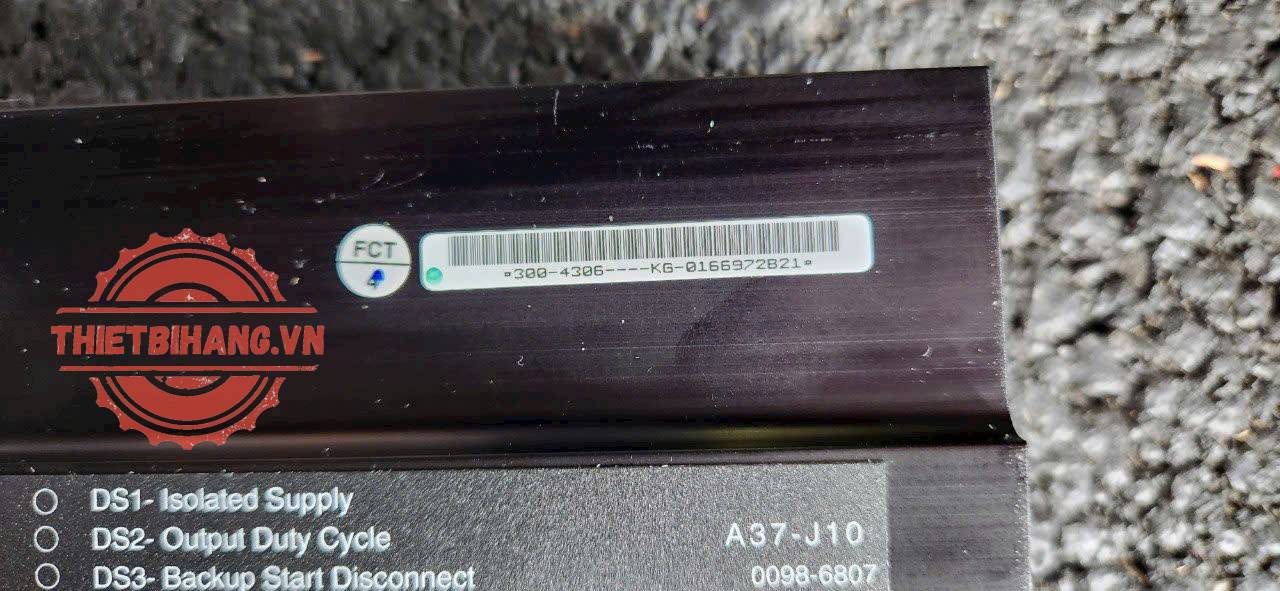 FCT
4
¤300-4306----KG-0166972B21¤
THIETBIHANG.VN
DS1- Isolated Supply
DS2- Output Duty Cycle
DS3- Backup Start Disconnect
A37-J10
0098-6807